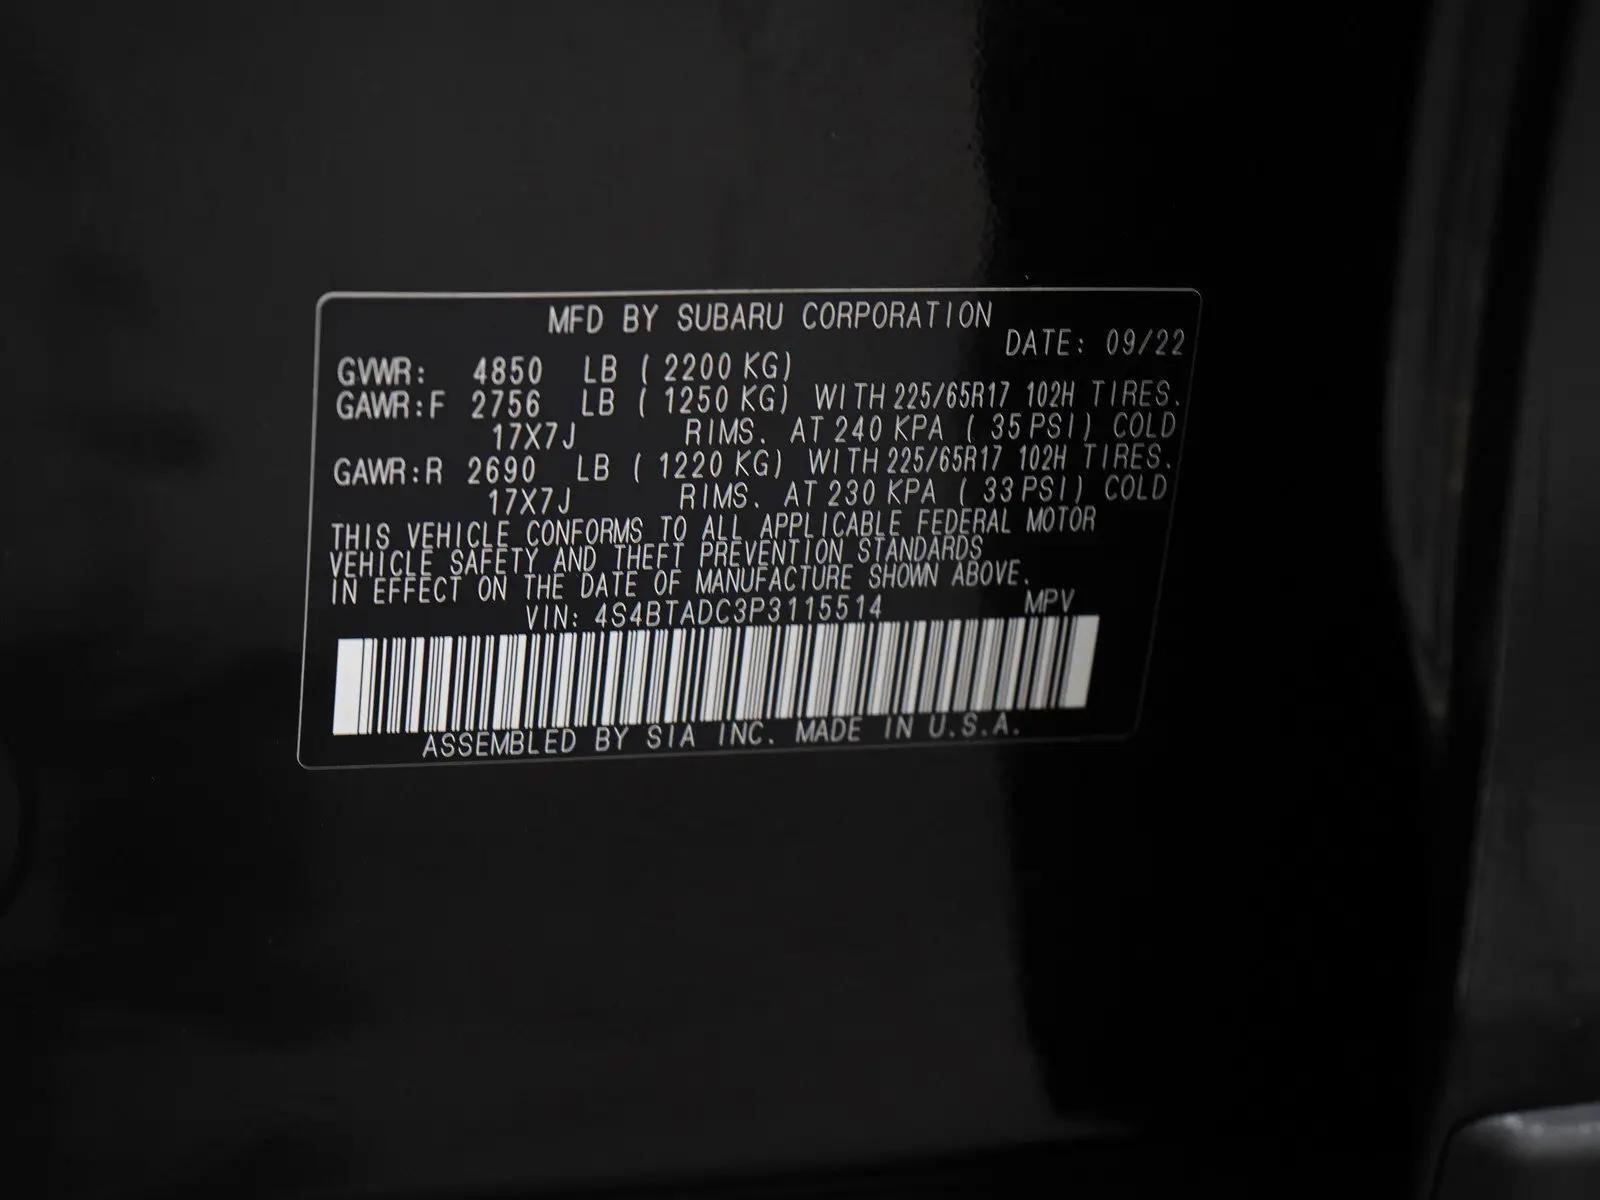 MFD BY SUBARU CORPORATION
DATE: 09/22
GVWR: 4850 LB ( 2200 KG)
GAWR:F 2756 LB ( 1250 KG) WITH 225/65R17 102H TIRES.
17X7J RIMS. AT 240 KPA ( 35 PSI) COLD
GAWR:R 2690 LB ( 1220 KG) WITH 225/65R17 102H TIRES.
17X7J RIMS. AT 230 KPA ( 33 PSI) COLD
THIS VEHICLE CONFORMS TO ALL APPLICABLE FEDERAL MOTOR
VEHICLE SAFETY AND THEFT PREVENTION STANDARDS
IN EFFECT ON THE DATE OF MANUFACTURE SHOWN ABOVE.
VIN: 4S4BTADC3P3115514 MPV
ASSEMBLED BY SIA INC. MADE IN U.S.A.